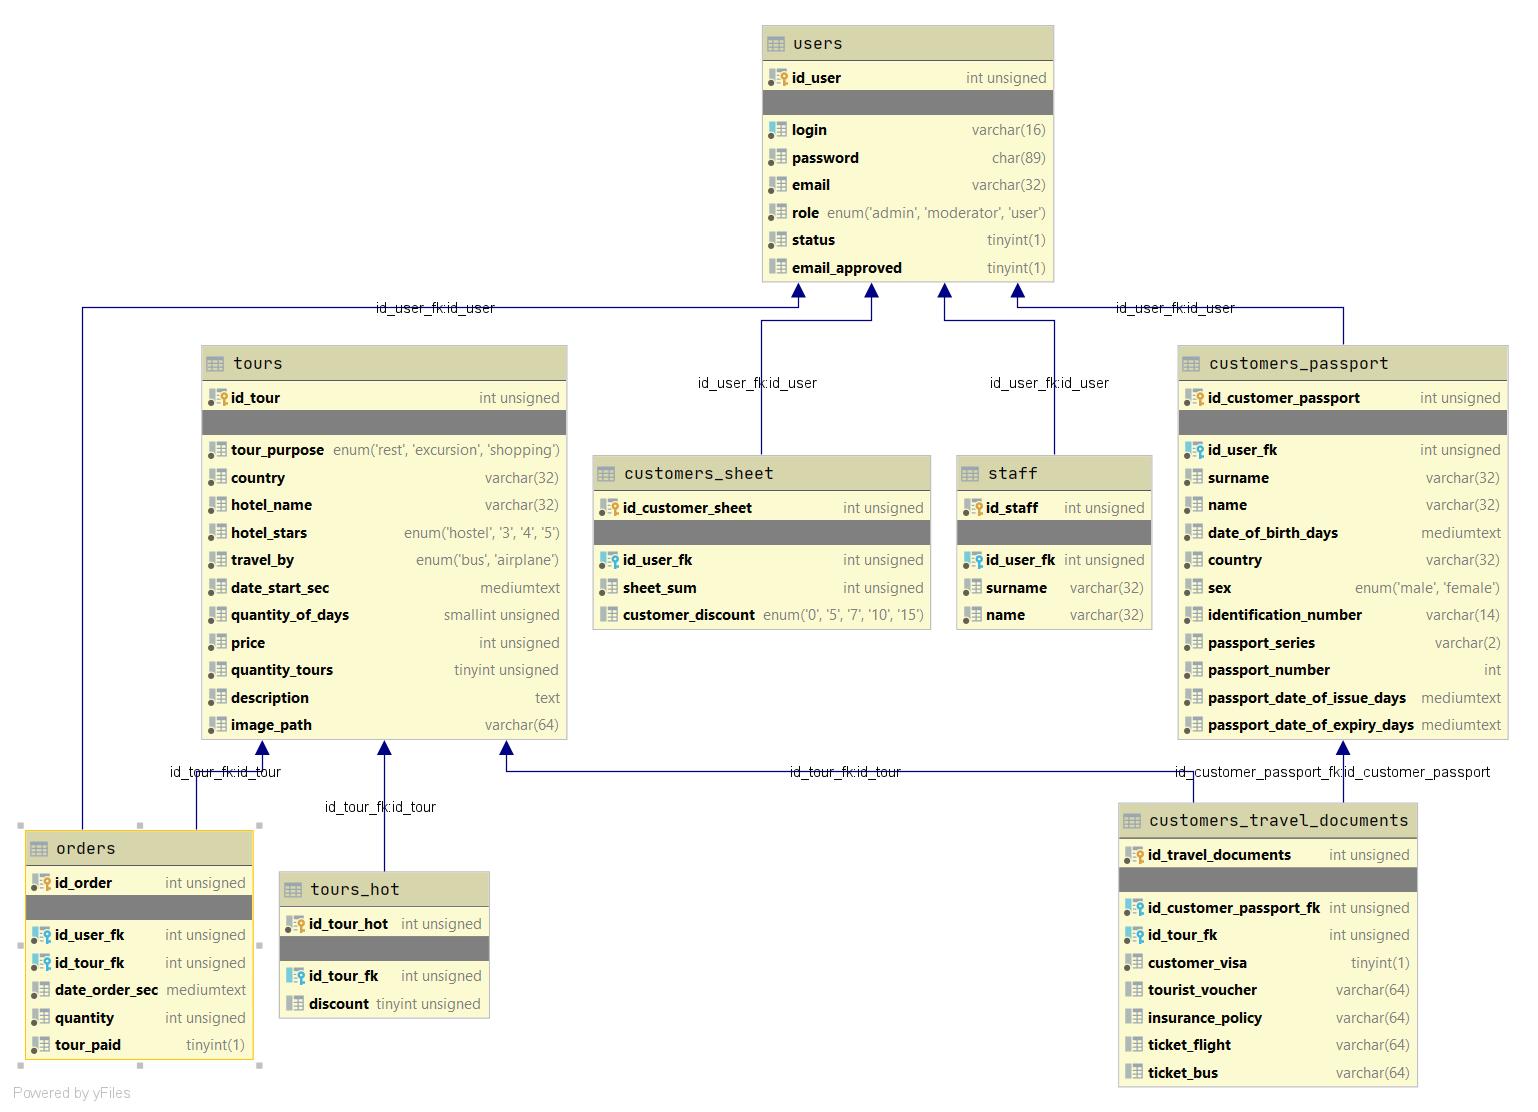 users
id_user int unsigned
login varchar(16)
password char(89)
email varchar(32)
role enum('admin', 'moderator', 'user')
status tinyint(1)
email_approved tinyint(1)
id_user_fk:id_user
id_user_fk:id_user
id_user_fk:id_user
id_user_fk:id_user
tours
id_tour int unsigned
tour_purpose enum('rest', 'excursion', 'shopping')
country varchar(32)
hotel_name varchar(32)
hotel_stars enum('hostel', '3', '4', '5')
travel_by enum('bus', 'airplane')
date_start_sec mediumtext
quantity_of_days smallint unsigned
price int unsigned
quantity_tours tinyint unsigned
description text
image_path varchar(64)
customers_sheet
id_customer_sheet int unsigned
id_user_fk int unsigned
sheet_sum int unsigned
customer_discount enum('0', '5', '7', '10', '15')
staff
id_staff int unsigned
id_user_fk int unsigned
surname varchar(32)
name varchar(32)
customers_passport
id_customer_passport int unsigned
id_user_fk int unsigned
surname varchar(32)
name varchar(32)
date_of_birth_days mediumtext
country varchar(32)
sex enum('male', 'female')
identification_number varchar(14)
passport_series varchar(2)
passport_number int
passport_date_of_issue_days mediumtext
passport_date_of_expiry_days mediumtext
id_tour_fk:id_tour
id_tour_fk:id_tour
id_tour_fk:id_tour
id_customer_passport_fk:id_customer_passport
orders
id_order int unsigned
id_user_fk int unsigned
id_tour_fk int unsigned
date_order_sec mediumtext
quantity int unsigned
tour_paid tinyint(1)
tours_hot
id_tour_hot int unsigned
id_tour_fk int unsigned
discount tinyint unsigned
customers_travel_documents
id_travel_documents int unsigned
id_customer_passport_fk int unsigned
id_tour_fk int unsigned
customer_visa tinyint(1)
tourist_voucher varchar(64)
insurance_policy varchar(64)
ticket_flight varchar(64)
ticket_bus varchar(64)
Powered by yFiles